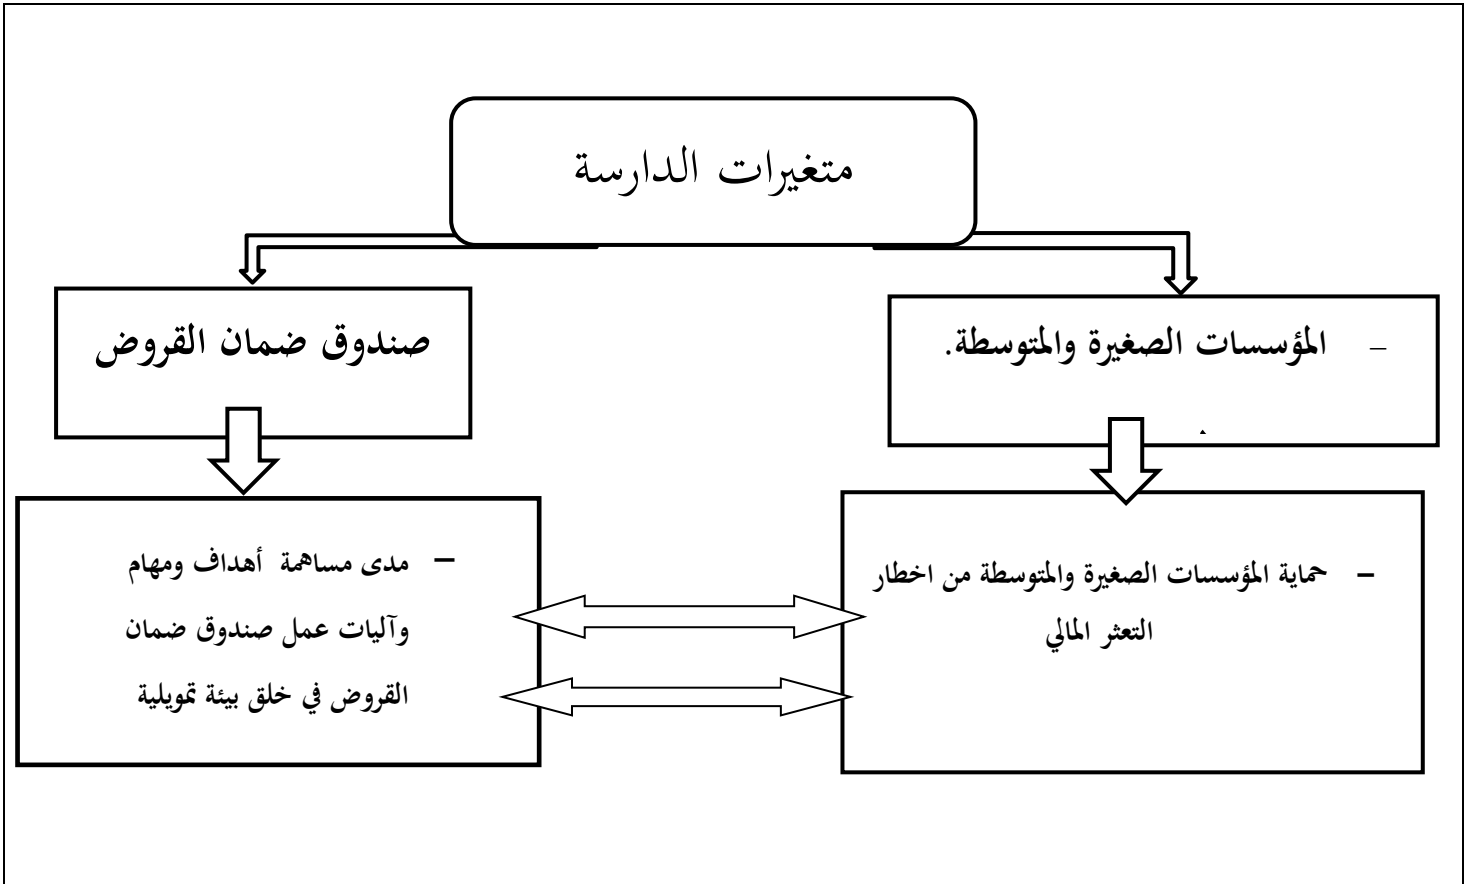 متغيرات الدارسة
– المؤسسات الصغيرة والمتوسطة.
صندوق ضمان القروض
– حماية المؤسسات الصغيرة والمتوسطة من اخطار
التعثر المالي
– مدى مساهمة أهداف ومهام
وآليات عمل صندوق ضمان
القروض في خلق بيئة تمويلية